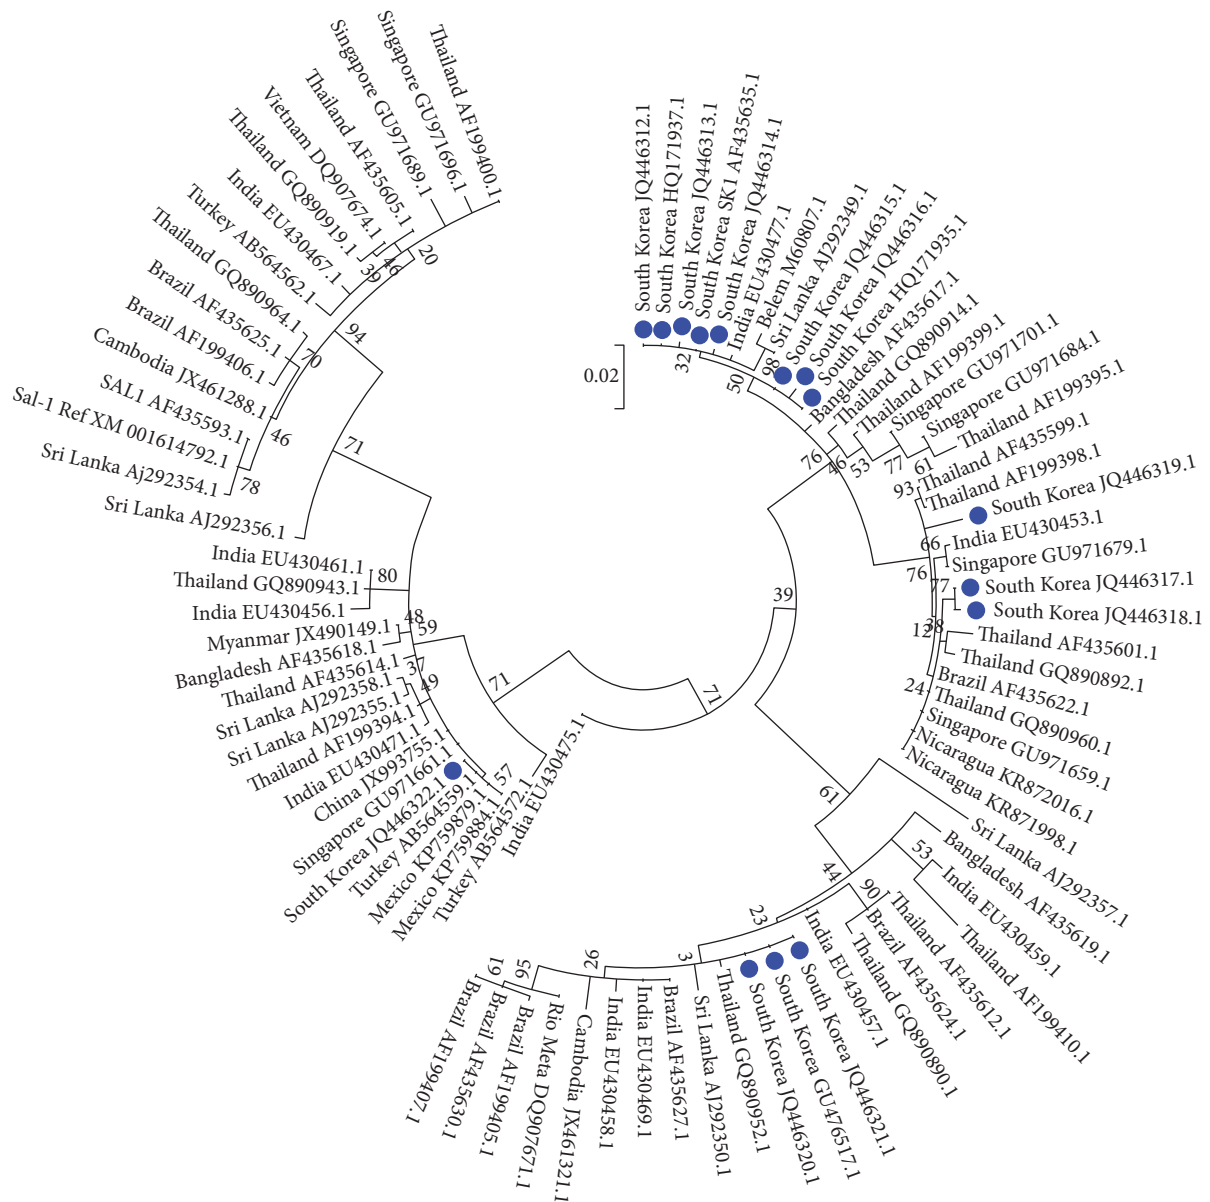 South Korea JQ446312.1
South Korea HQ171937.1
South Korea JQ446313.1
South Korea SK1 AF435635.1
South Korea JQ446314.1
India EU430477.1
Belem M60807.1
Sri Lanka AJ292349.1
South Korea JQ446315.1
South Korea JQ446316.1
South Korea HQ171935.1
Bangladesh AF435617.1
Thailand GQ890914.1
Thailand AF199399.1
Singapore GU971701.1
Singapore GU971684.1
Thailand AF199395.1
Thailand AF435599.1
Thailand AF199398.1
South Korea JQ446319.1
India EU430453.1
Singapore GU971679.1
South Korea JQ446317.1
South Korea JQ446318.1
Thailand AF435601.1
Thailand GQ890892.1
Brazil AF435622.1
Thailand GQ890960.1
Singapore GU971659.1
Nicaragua KR872016.1
Nicaragua KR871998.1
Sri Lanka AJ292357.1
Bangladesh AF435619.1
India EU430459.1
Thailand AF199410.1
Thailand AF435612.1
Brazil AF435624.1
Thailand GQ890890.1
India EU430457.1
South Korea JQ446321.1
South Korea GU476517.1
South Korea JQ446320.1
Thailand GQ890952.1
Sri Lanka AJ292350.1
Brazil AF435627.1
India EU430469.1
India EU430458.1
Cambodia JX461321.1
Rio Meta DQ907671.1
Brazil AF199405.1
Brazil AF435630.1
Brazil AF199407.1
India EU430475.1
Turkey AB564572.1
Mexico KP759884.1
Mexico KP759879.1
Turkey AB564559.1
South Korea JQ446322.1
Singapore GU971661.1
China JX993755.1
India EU430471.1
Thailand AF199394.1
Sri Lanka AJ292355.1
Sri Lanka AJ292358.1
Thailand AF435614.1
Bangladesh AF435618.1
Myanmar JX490149.1
India EU430456.1
Thailand GQ890943.1
India EU430461.1
Sri Lanka AJ292356.1
Sri Lanka Aj292354.1
Sal-1 Ref XM 001614792.1
SAL1 AF435593.1
Cambodia JX461288.1
Brazil AF199406.1
Brazil AF435625.1
Thailand GQ890964.1
Turkey AB564562.1
India EU430467.1
Thailand GQ890919.1
Vietnam DQ907674.1
Thailand AF435605.1
Singapore GU971689.1
Singapore GU971696.1
Thailand AF199400.1
0.02
32
50
98
76
46
53
77
61
93
66
76
77
12
24
39
61
44
53
90
23
3
26
95
19
71
71
57
49
37
59
48
80
71
94
70
46
78
39
46
20